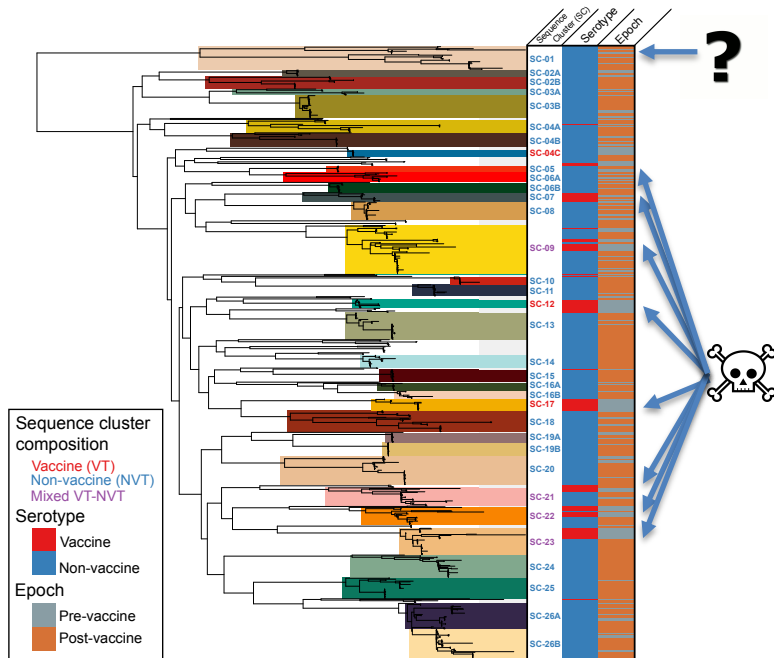 Sequence
Cluster (SC)
Serotype
Epoch
?
SC-01
SC-02A
SC-02B
SC-03A
SC-03B
SC-04A
SC-04B
SC-04C
SC-05
SC-06A
SC-06B
SC-07
SC-08
SC-09
SC-10
SC-11
SC-12
SC-13
SC-14
SC-15
SC-16A
SC-16B
SC-17
SC-18
SC-19A
SC-19B
SC-20
SC-21
SC-22
SC-23
SC-24
SC-25
SC-26A
SC-26B
Sequence cluster
composition
Vaccine (VT)
Non-vaccine (NVT)
Mixed VT-NVT
Serotype
Vaccine
Non-vaccine
Epoch
Pre-vaccine
Post-vaccine